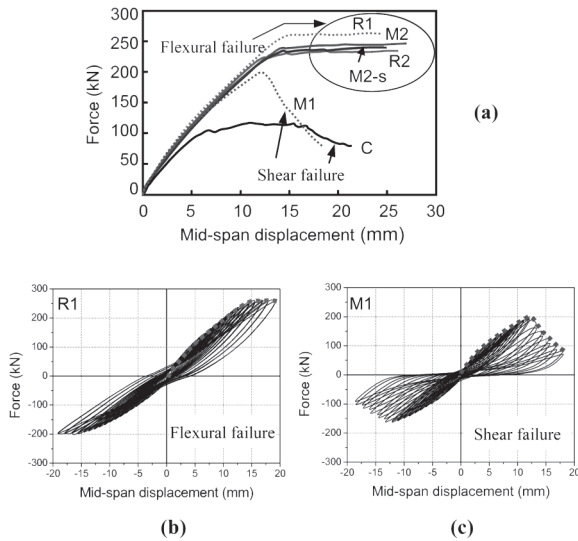 300
250
200
150
100
50
0
Force (kN)
Flexural failure
R1
M2
R2
M2-s
M1
C
Shear failure
0 5 10 15 20 25 30
Mid-span displacement (mm)
(a)
R1
300
200
100
0
-100
-200
-300
Force (kN)
Flexural failure
-20 -15 -10 -5 0 5 10 15 20
Mid-span displacement (mm)
(b)
M1
300
200
100
0
-100
-200
-300
Force (kN)
Shear failure
-20 -15 -10 -5 0 5 10 15 20
Mid-span displacement (mm)
(c)